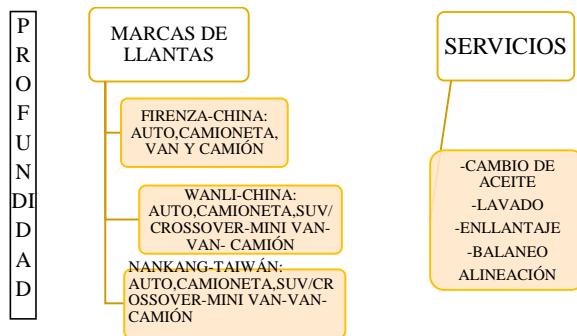 P
R
O
F
U
N
DI
D
A
D
MARCAS DE
LLANTAS
FIRENZA-CHINA:
AUTO,CAMIONETA,
VAN Y CAMIÓN
WANLI-CHINA:
AUTO,CAMIONETA,SUV/
CROSSOVER-MINI VAN-
VAN- CAMIÓN
NANKANG-TAIWÁN:
AUTO,CAMIONETA,SUV/CR
OSSOVER-MINI VAN-VAN-
CAMIÓN
SERVICIOS
-CAMBIO DE
ACEITE
-LAVADO
-ENLLANTAJE
-BALANEO
ALINEACIÓN